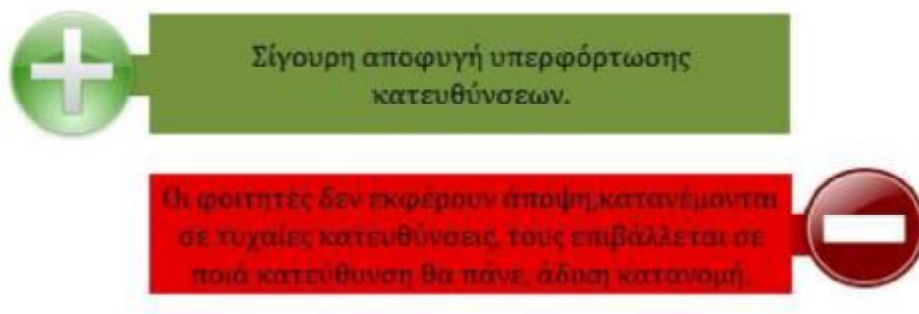 Σίγουρη αποφυγή υπερφόρτωσης
κατευθύνσεων.
Οι φοιτητές δεν εκφέρουν άποψη,κατανέμονται
σε τυχαίες κατευθύνσεις, τους επιβάλλεται σε
ποιά κατεύθυνση θα πάνε, άδικη κατανομή.